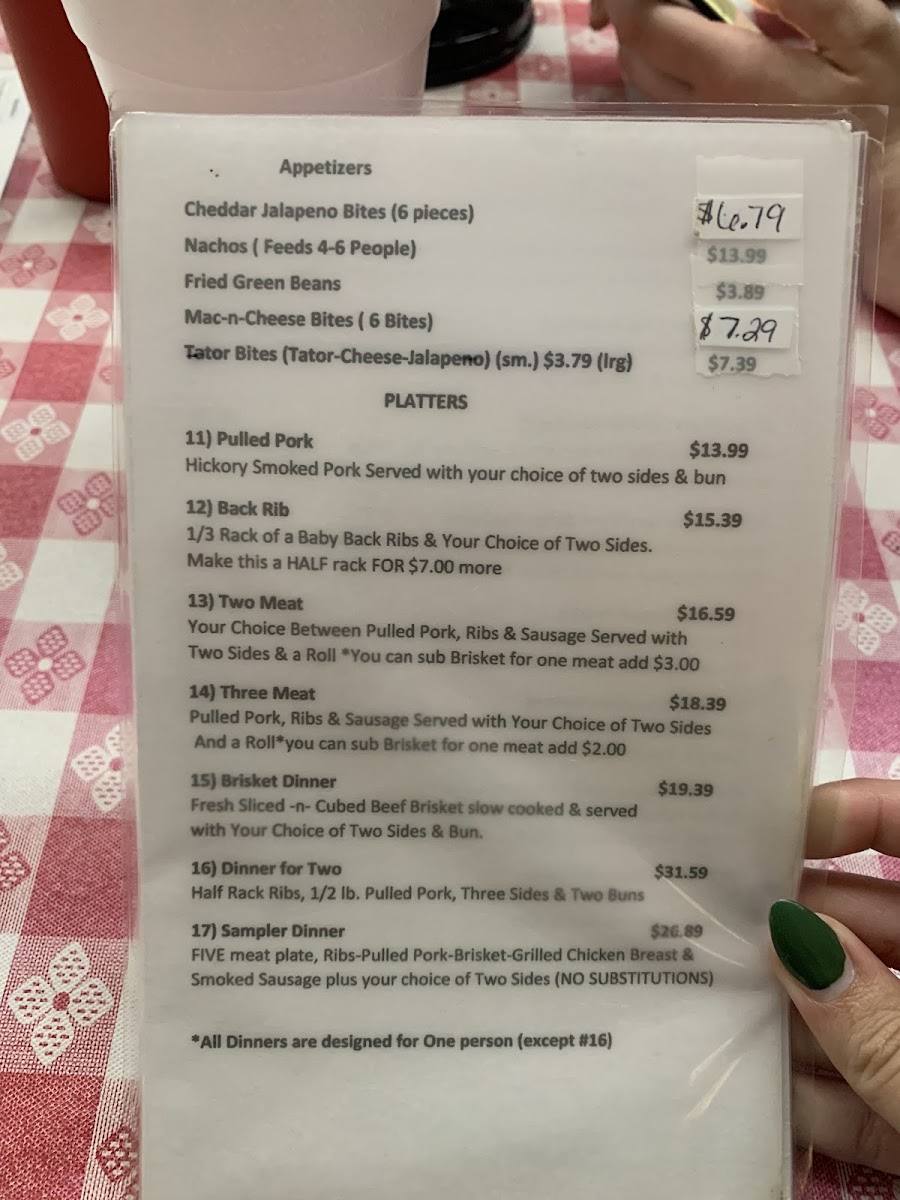 Appetizers
Cheddar Jalapeno Bites (6 pieces) $6.79
Nachos ( Feeds 4-6 People) $13.99
Fried Green Beans $3.89
Mac-n-Cheese Bites ( 6 Bites) $7.29
Tator Bites (Tator-Cheese-Jalapeno) (sm.) $3.79 (lrg) $7.39
PLATTERS
11) Pulled Pork $13.99
Hickory Smoked Pork Served with your choice of two sides & bun
12) Back Rib $15.39
1/3 Rack of a Baby Back Ribs & Your Choice of Two Sides.
Make this a HALF rack FOR $7.00 more
13) Two Meat $16.59
Your Choice Between Pulled Pork, Ribs & Sausage Served with
Two Sides & a Roll *You can sub Brisket for one meat add $3.00
14) Three Meat $18.39
Pulled Pork, Ribs & Sausage Served with Your Choice of Two Sides
And a Roll*you can sub Brisket for one meat add $2.00
15) Brisket Dinner $19.39
Fresh Sliced -n- Cubed Beef Brisket slow cooked & served
with Your Choice of Two Sides & Bun.
16) Dinner for Two $31.59
Half Rack Ribs, 1/2 lb. Pulled Pork, Three Sides & Two Buns
17) Sampler Dinner $26.89
FIVE meat plate, Ribs-Pulled Pork-Brisket-Grilled Chicken Breast &
Smoked Sausage plus your choice of Two Sides (NO SUBSTITUTIONS)
*All Dinners are designed for One person (except #16)